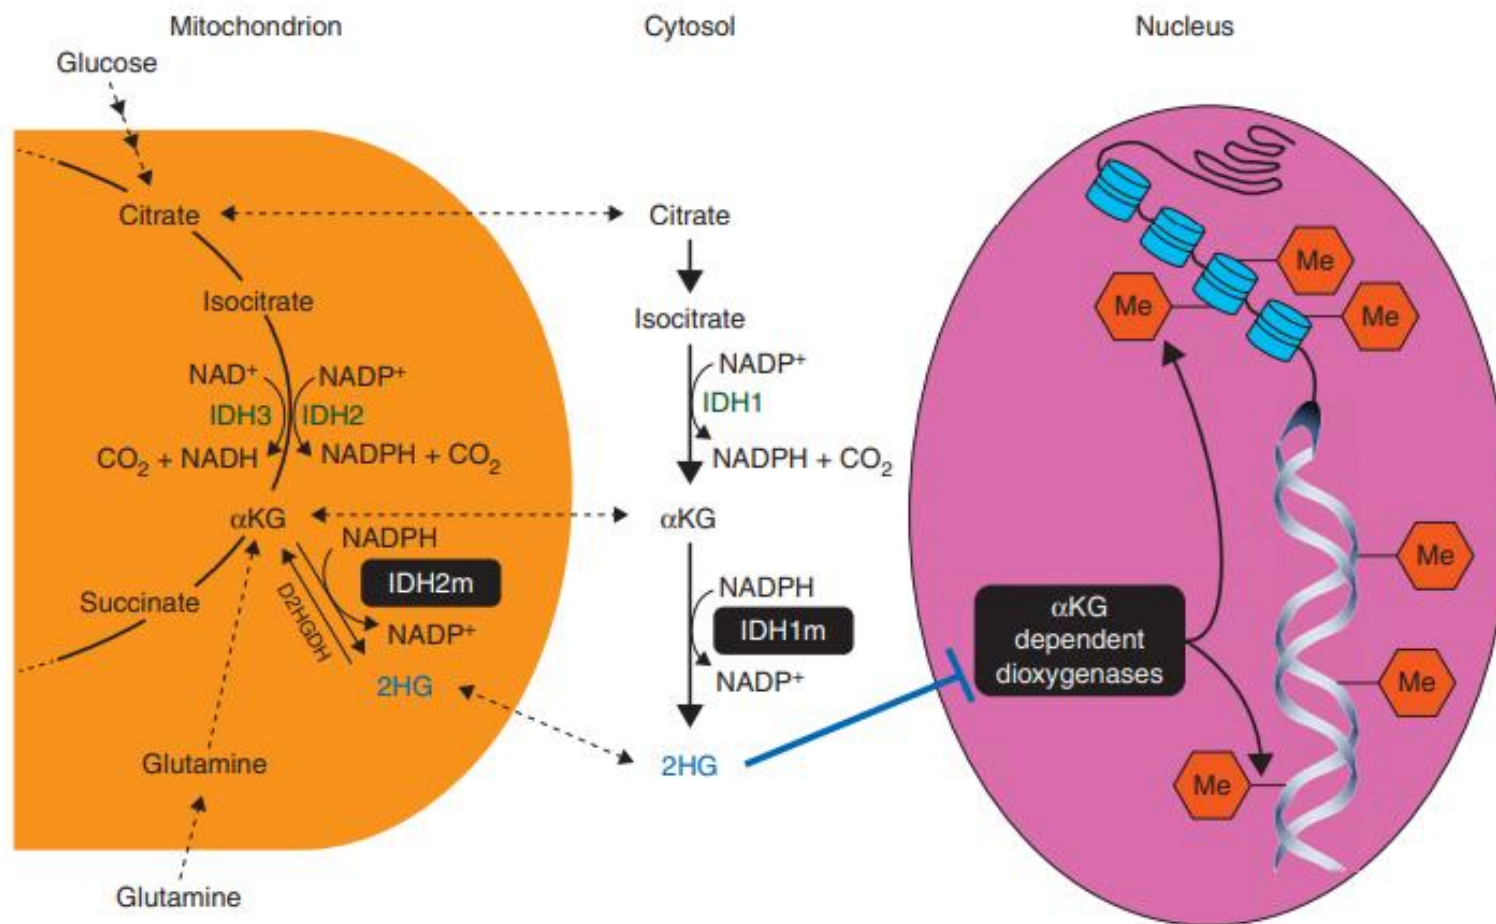 Mitochondrion
Cytosol
Nucleus
Glucose
Citrate
Isocitrate
NAD⁺
NADP⁺
IDH3
IDH2
CO₂ + NADH
NADPH + CO₂
αKG
NADPH
IDH2m
D2HGDH
NADP⁺
Succinate
2HG
Glutamine
Glutamine
Citrate
Isocitrate
NADP⁺
IDH1
NADPH + CO₂
αKG
NADPH
IDH1m
NADP⁺
2HG
Me
Me
Me
αKG
dependent
dioxygenases
Me
Me
Me